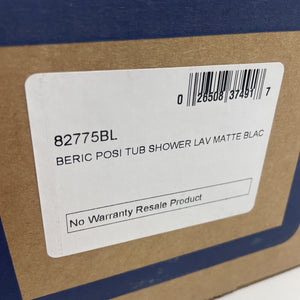 0 26508 37491 7
82775BL
BERIC POSI TUB SHOWER LAV MATTE BLAC
No Warranty Resale Product